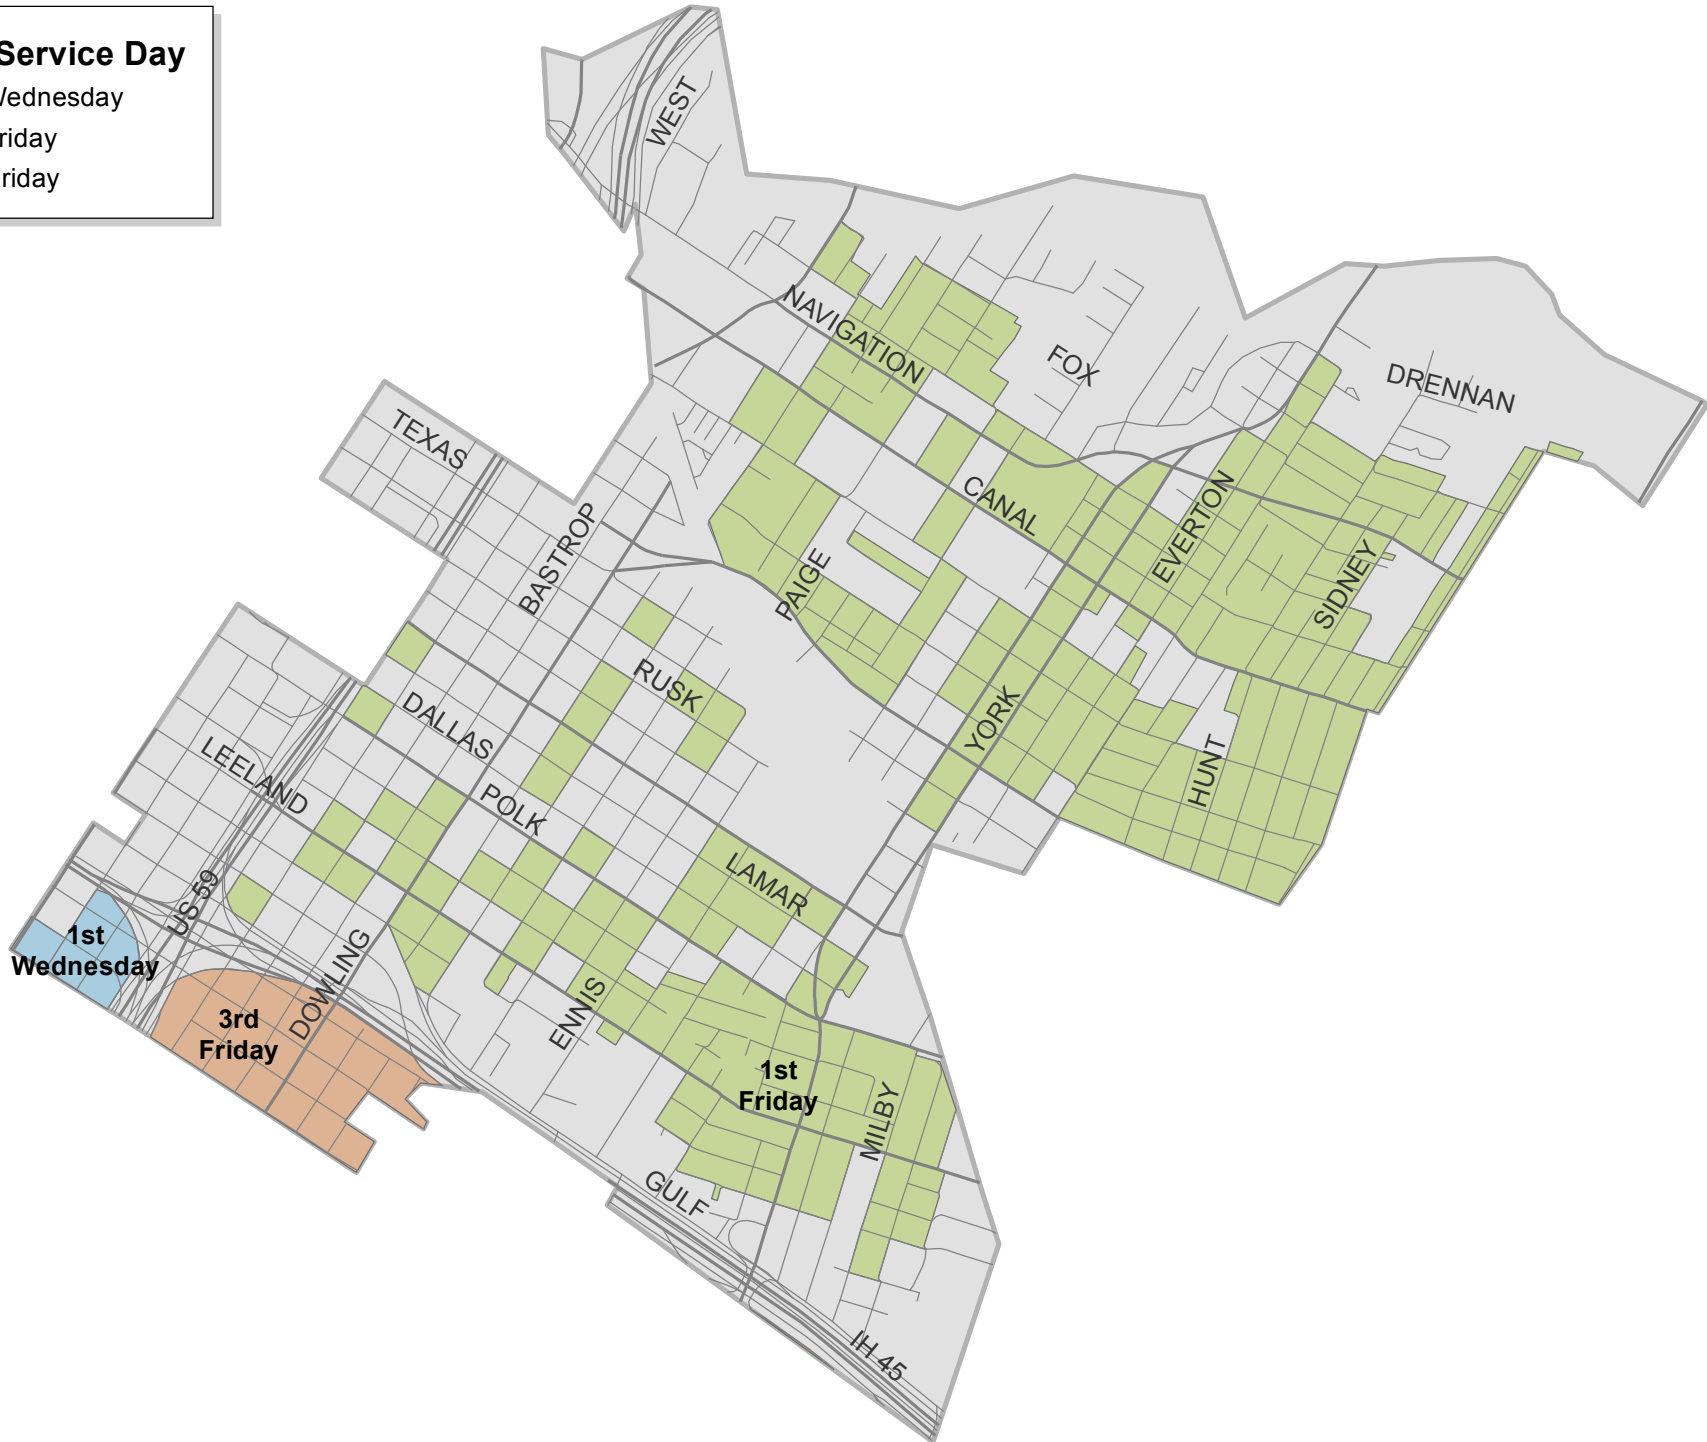 Service Day
Wednesday
riday
riday
WEST
NAVIGATION
FOX
DRENNAN
TEXAS
CANAL
EVERTON
BASTROP
PAIGE
SIDNEY
RUSK
DALLAS
YORK
LEELAND
HUNT
POLK
LAMAR
US 59
1st
Wednesday
DOWLING
3rd
Friday
ENNIS
1st
Friday
MILBY
GULF
IH 45